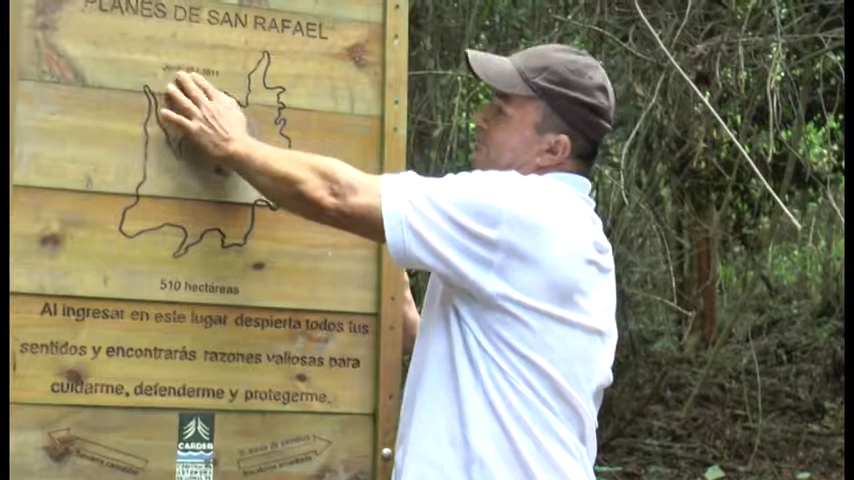 PLANES DE SAN RAFAEL
510 hectáreas
Al ingresar en este lugar despierta todos tus
sentidos, encontrarás razones valiosas para
cuidarme, defenderme y protegerme.
CARDER